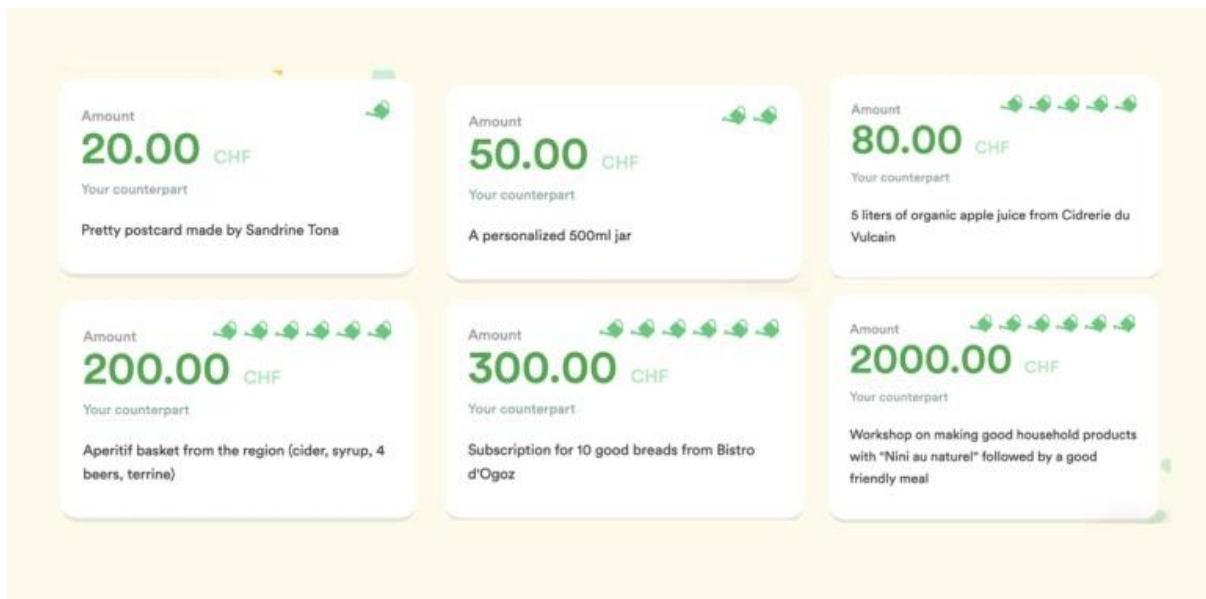 Amount
20.00 CHF
Your counterpart
Pretty postcard made by Sandrine Tona
Amount
50.00 CHF
Your counterpart
A personalized 500ml jar
Amount
80.00 CHF
Your counterpart
5 liters of organic apple juice from Cidrerie du
Vulcain
Amount
200.00 CHF
Your counterpart
Aperitif basket from the region (cider, syrup, 4
beers, terrine)
Amount
300.00 CHF
Your counterpart
Subscription for 10 good breads from Bistro
d'Ogoz
Amount
2000.00 CHF
Your counterpart
Workshop on making good household products
with "Nini au naturel" followed by a good
friendly meal